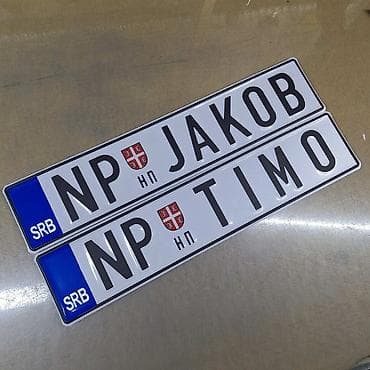 SRB NP НП JAKOB
SRB NP НП TIMO